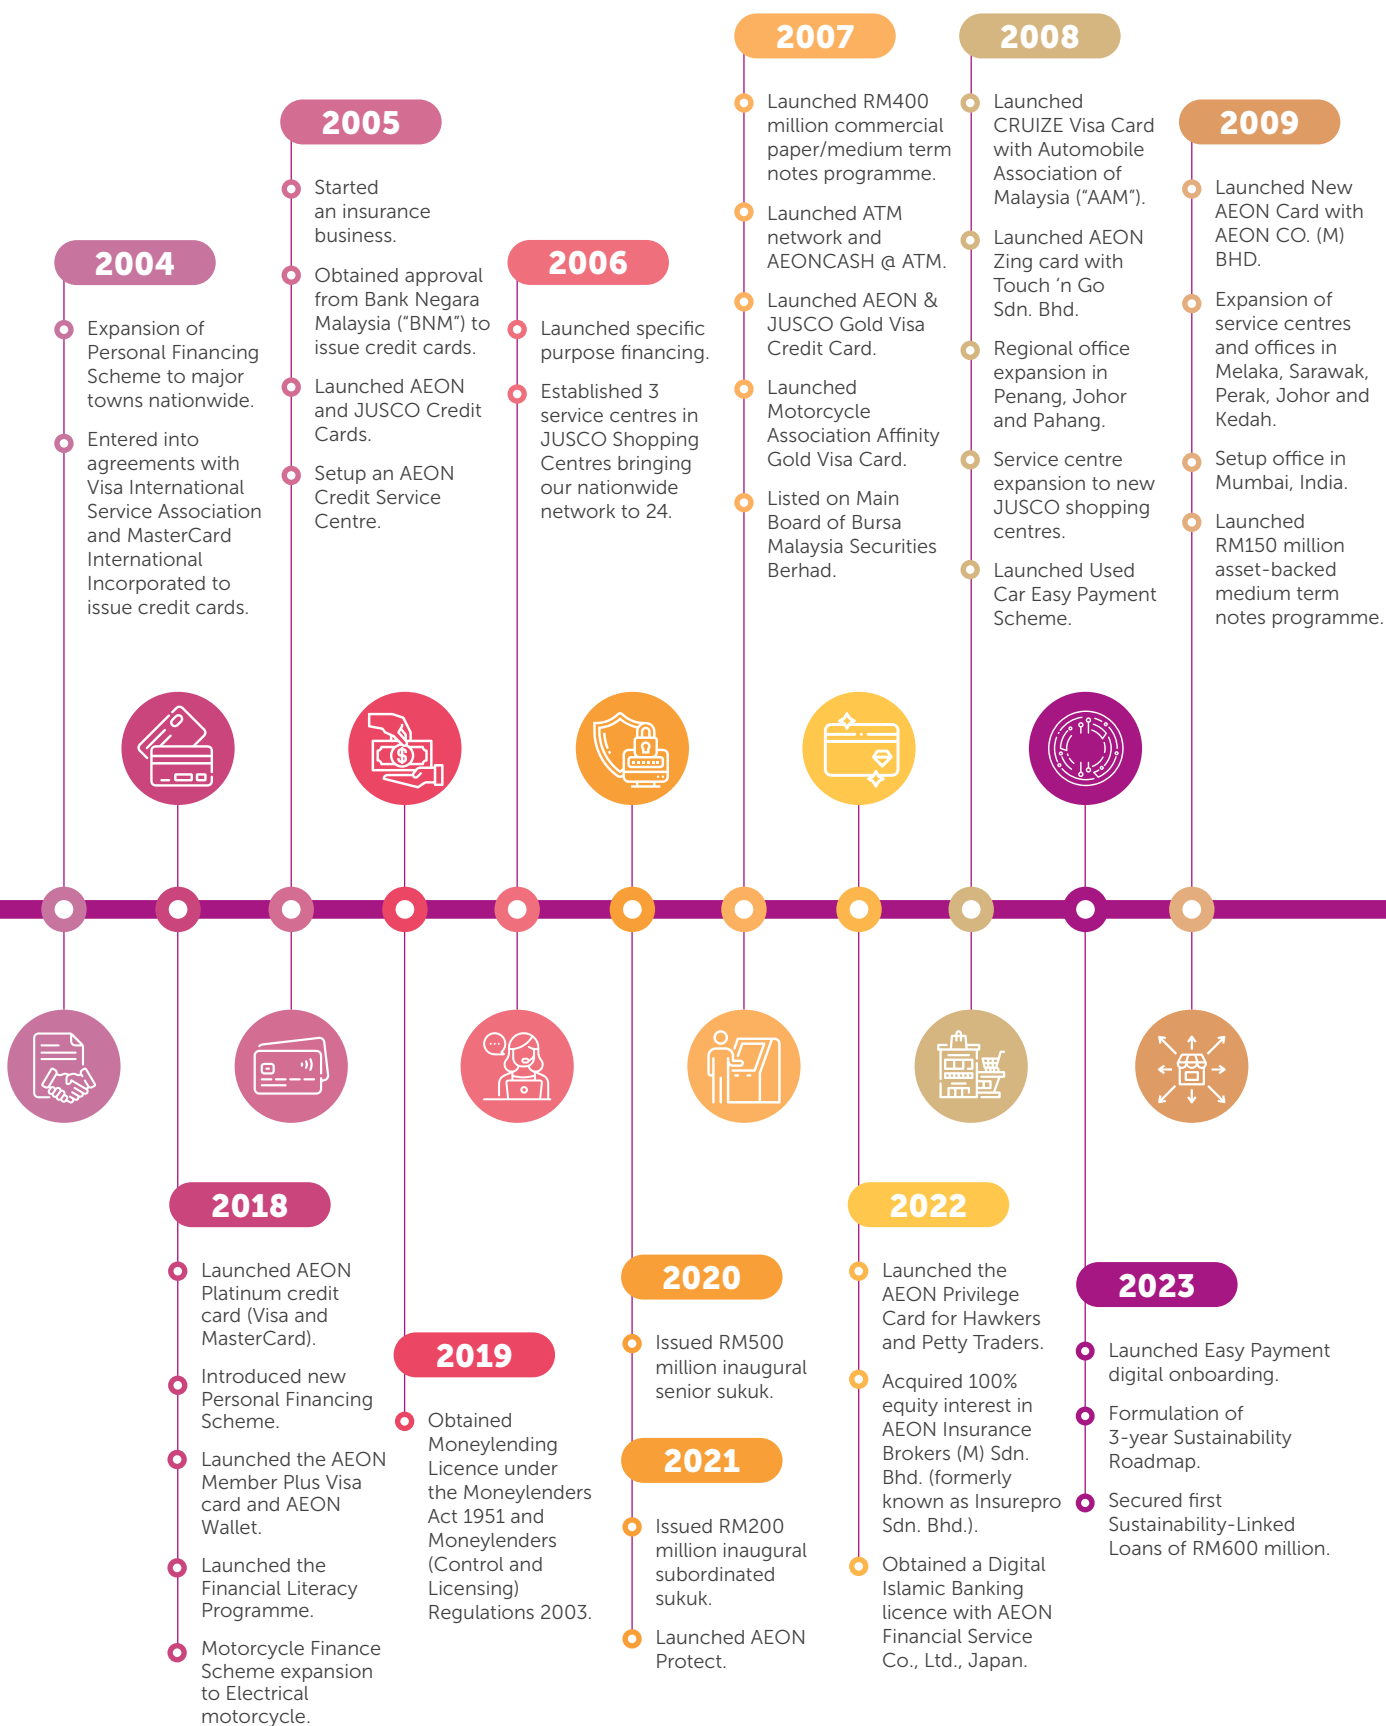 2004
Expansion of
Personal Financing
Scheme to major
towns nationwide.
Entered into
agreements with
Visa International
Service Association
and MasterCard
International
Incorporated to
issue credit cards.
2005
Started
an insurance
business.
Obtained approval
from Bank Negara
Malaysia (“BNM”) to
issue credit cards.
Launched AEON
and JUSCO Credit
Cards.
Setup an AEON
Credit Service
Centre.
2006
Launched specific
purpose financing.
Established 3
service centres in
JUSCO Shopping
Centres bringing
our nationwide
network to 24.
2007
Launched RM400
million commercial
paper/medium term
notes programme.
Launched ATM
network and
AEONCASH @ ATM.
Launched AEON &
JUSCO Gold Visa
Credit Card.
Launched
Motorcycle
Association Affinity
Gold Visa Card.
Listed on Main
Board of Bursa
Malaysia Securities
Berhad.
2008
Launched
CRUIZE Visa Card
with Automobile
Association of
Malaysia (“AAM”).
Launched AEON
Zing card with
Touch ‘n Go
Sdn. Bhd.
Regional office
expansion in
Penang, Johor
and Pahang.
Service centre
expansion to new
JUSCO shopping
centres.
Launched Used
Car Easy Payment
Scheme.
2009
Launched New
AEON Card with
AEON CO. (M)
BHD.
Expansion of
service centres
and offices in
Melaka, Sarawak,
Perak, Johor and
Kedah.
Setup office in
Mumbai, India.
Launched
RM150 million
asset-backed
medium term
notes programme.
2018
Launched AEON
Platinum credit
card (Visa and
MasterCard).
Introduced new
Personal Financing
Scheme.
Launched the AEON
Member Plus Visa
card and AEON
Wallet.
Launched the
Financial Literacy
Programme.
Motorcycle Finance
Scheme expansion
to Electrical
motorcycle.
2019
Obtained
Moneylending
Licence under
the Moneylenders
Act 1951 and
Moneylenders
(Control and
Licensing)
Regulations 2003.
2020
Issued RM500
million inaugural
senior sukuk.
2021
Issued RM200
million inaugural
subordinated
sukuk.
Launched AEON
Protect.
2022
Launched the
AEON Privilege
Card for Hawkers
and Petty Traders.
Acquired 100%
equity interest in
AEON Insurance
Brokers (M) Sdn.
Bhd. (formerly
known as Insurepro
Sdn. Bhd.).
Obtained a Digital
Islamic Banking
licence with AEON
Financial Service
Co., Ltd., Japan.
2023
Launched Easy Payment
digital onboarding.
Formulation of
3-year Sustainability
Roadmap.
Secured first
Sustainability-Linked
Loans of RM600 million.